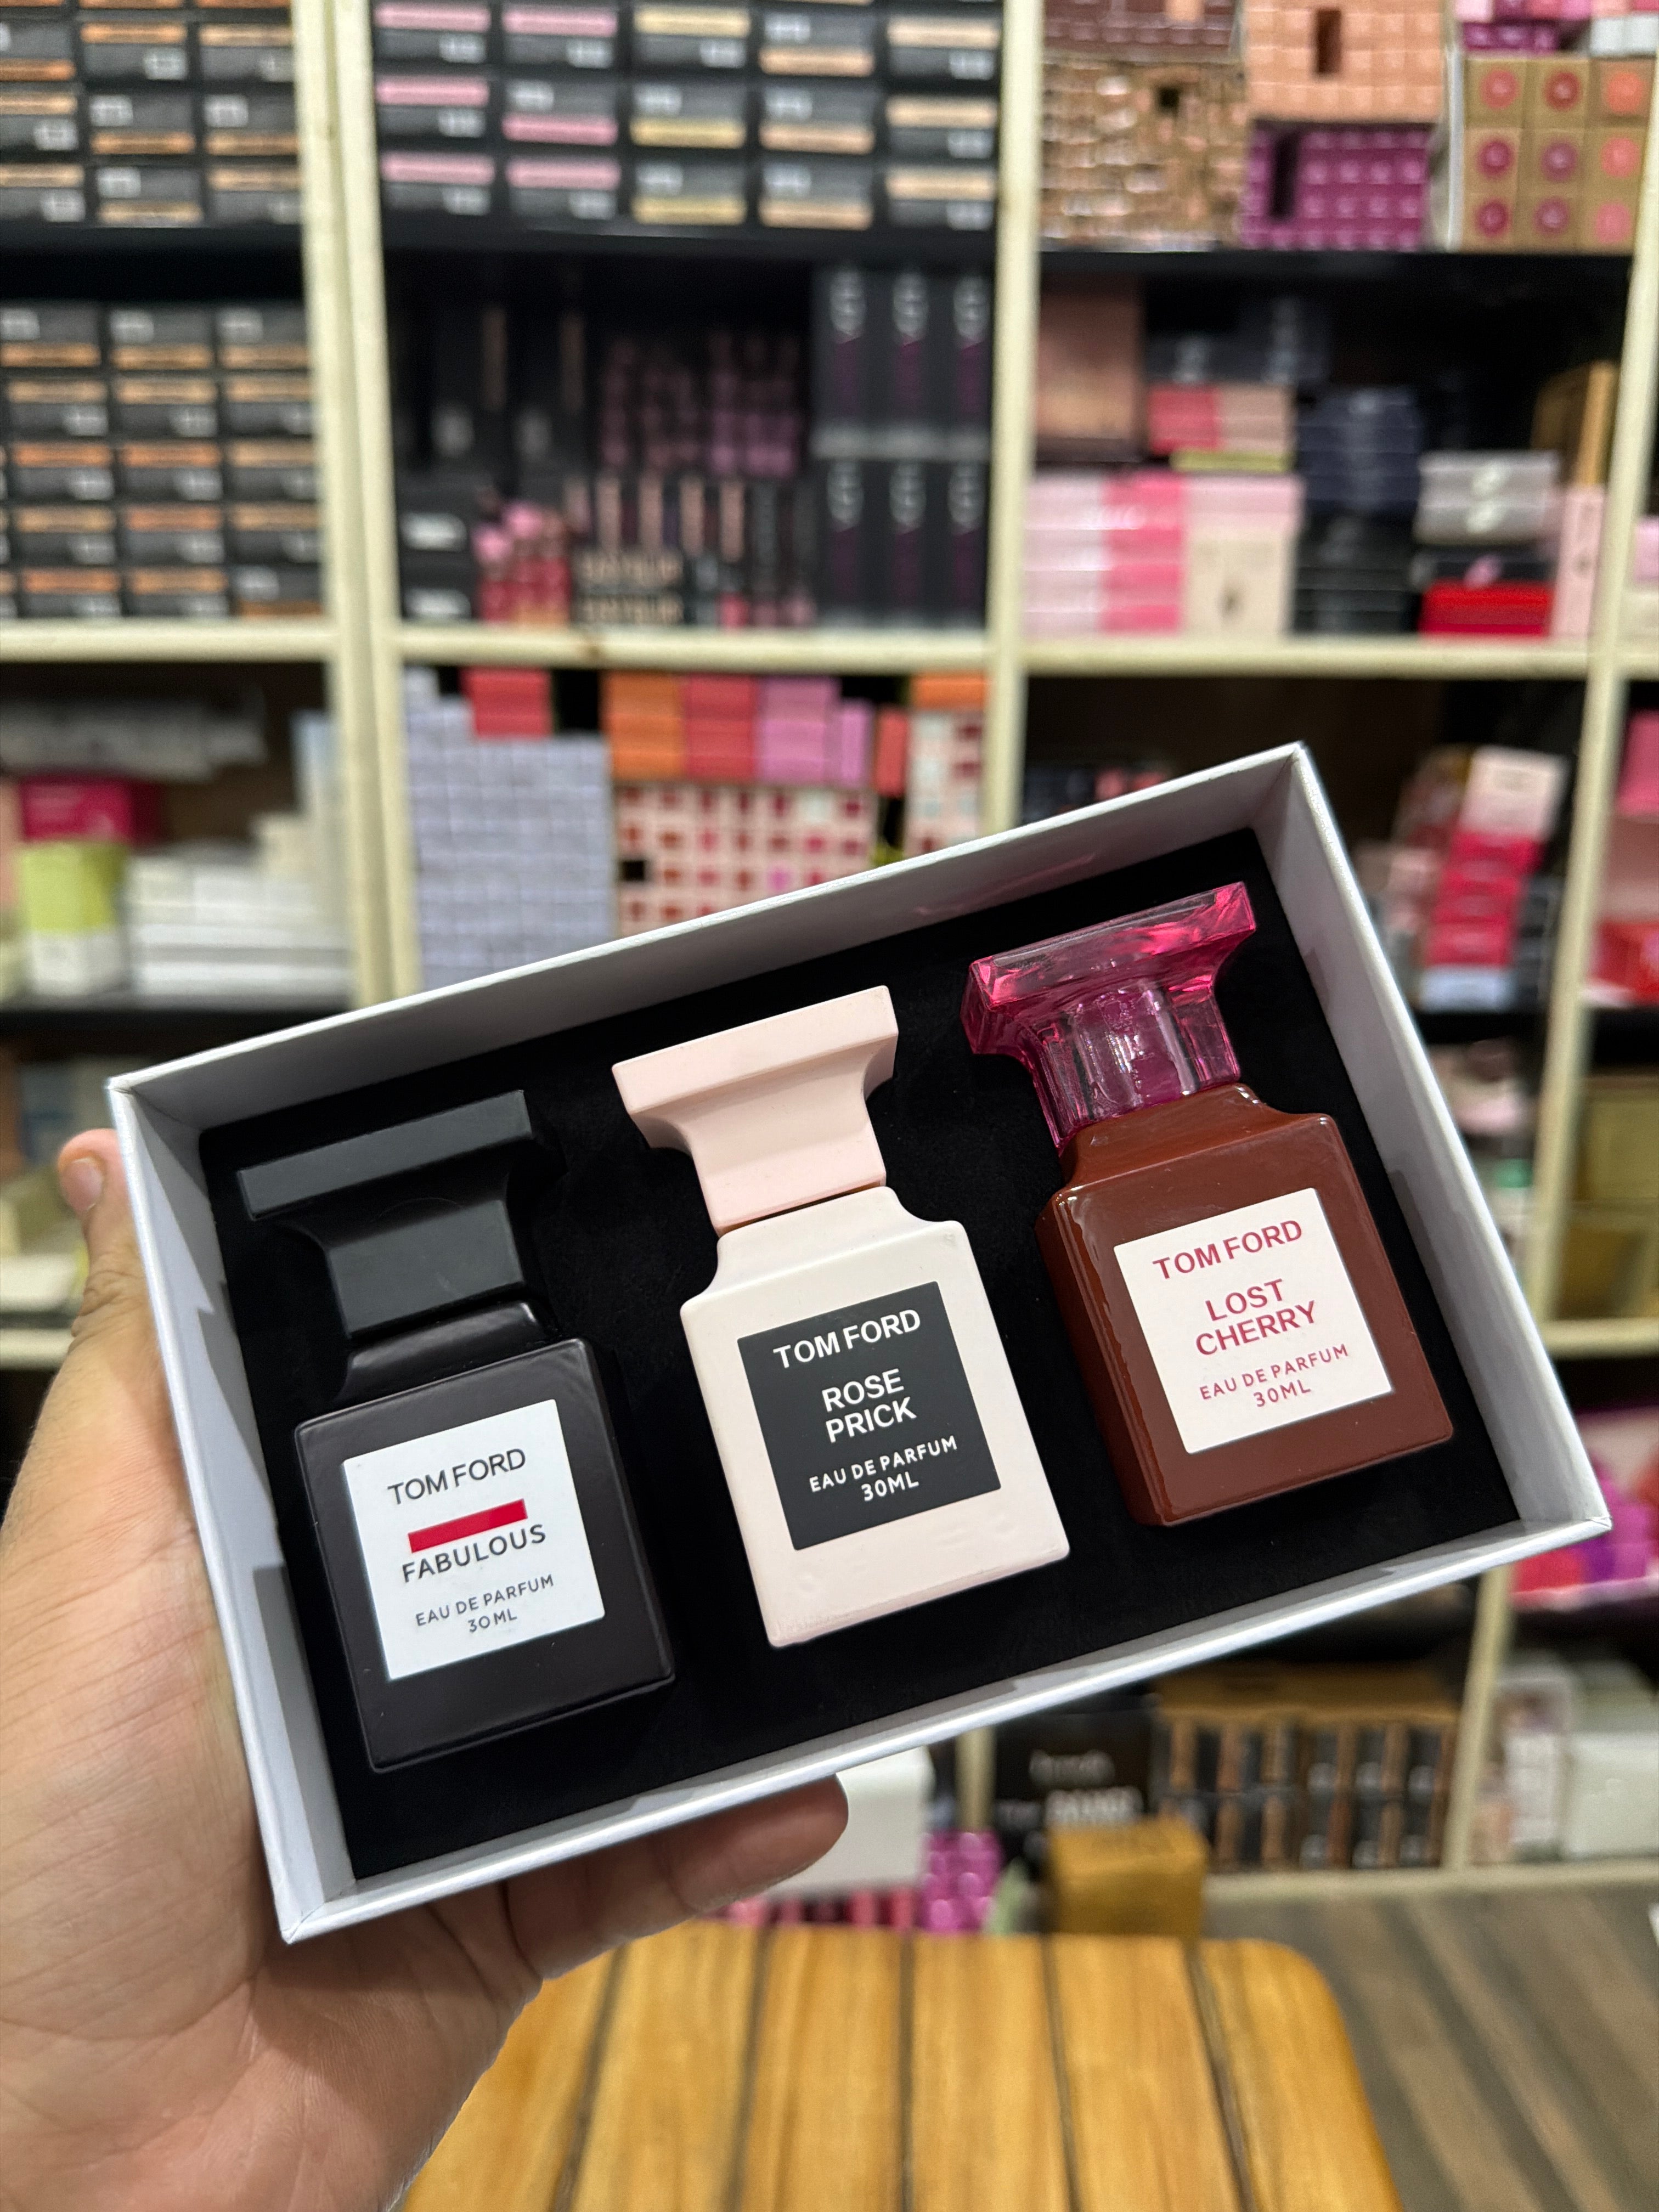 TOM FORD
FABULOUS
EAU DE PARFUM
30ML
TOM FORD
ROSE
PRICK
EAU DE PARFUM
30ML
TOM FORD
LOST
CHERRY
EAU DE PARFUM
30ML